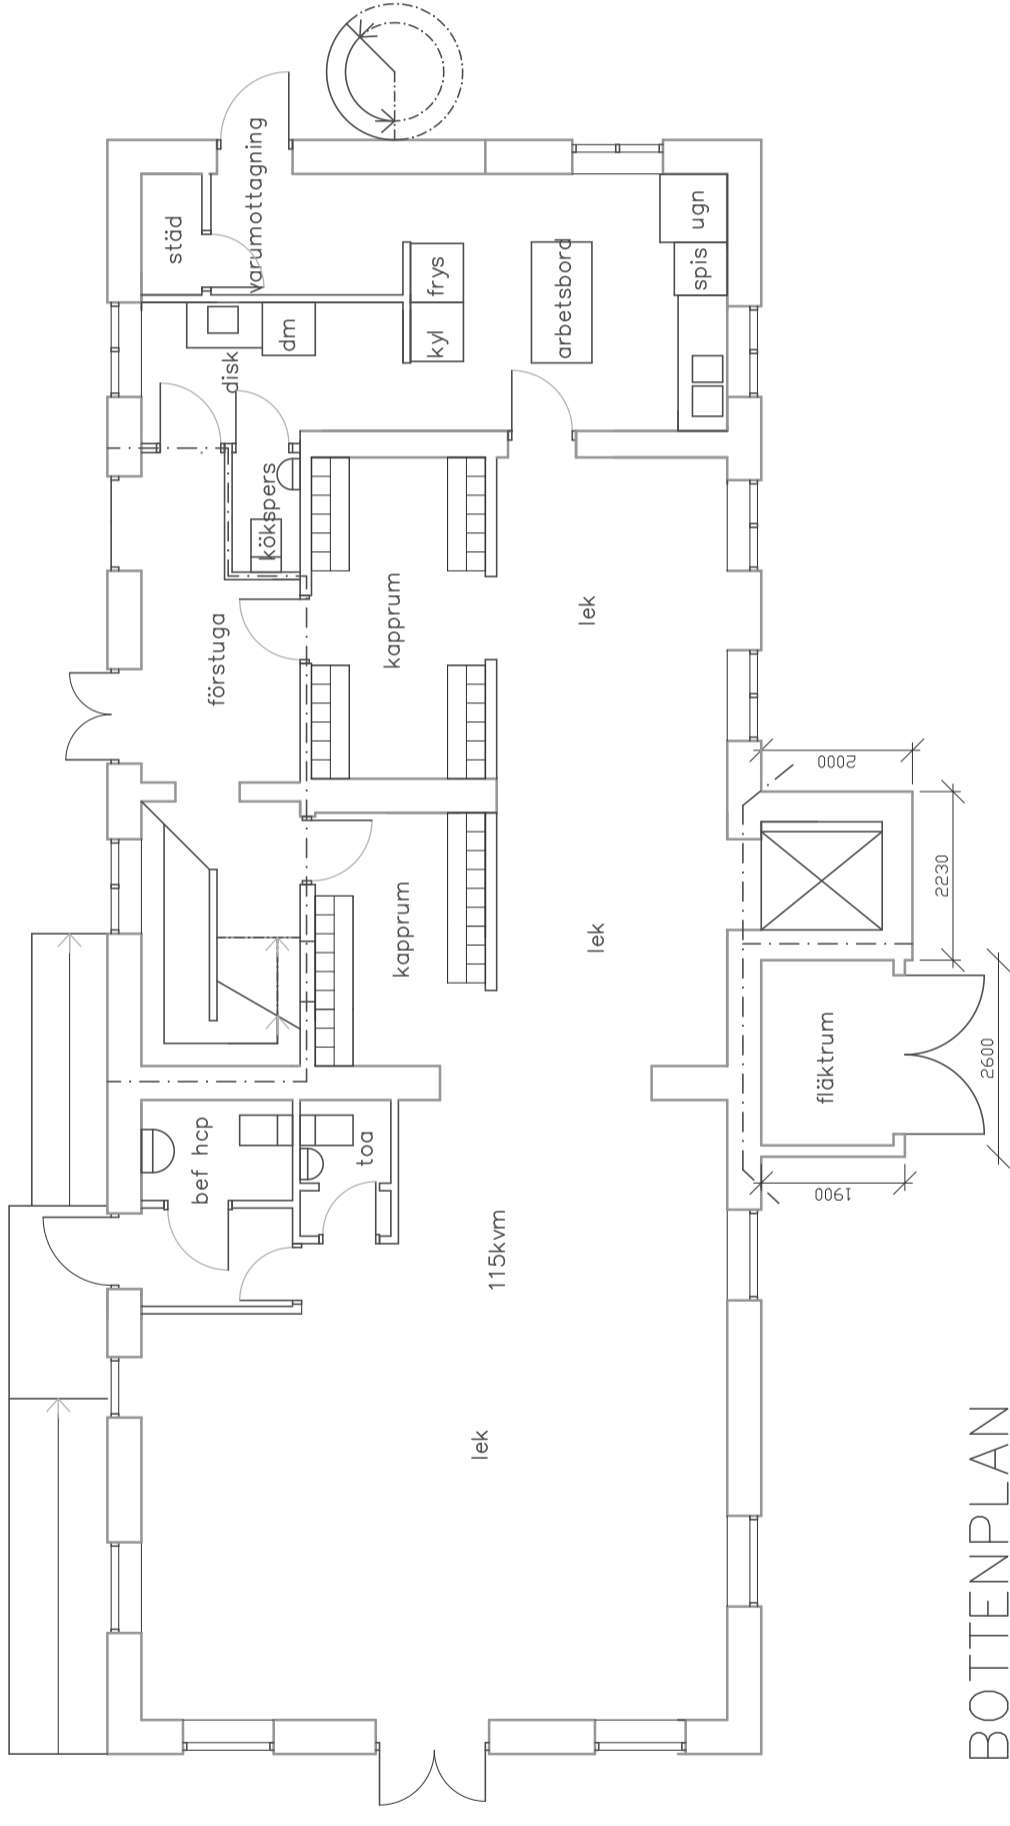 städ
varumottagning
disk
dm
kyl
frys
arbetsbord
spis
ugn
kökspers
förstuga
kapprum
lek
kapprum
lek
2000
2230
2600
1900
fläktrum
bef hcp
toa
115kvm
lek
BOTTENPLAN